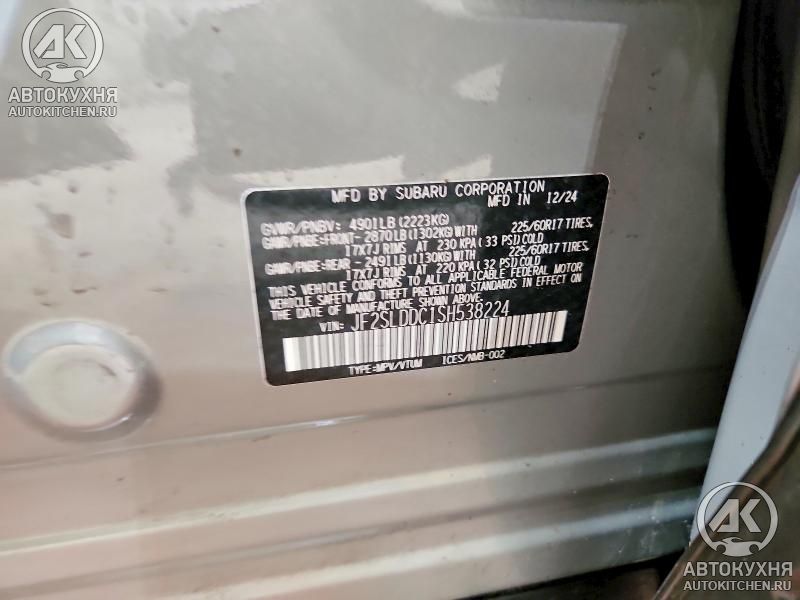 АК
АВТОКУХНЯ
AUTOKITCHEN.RU
MFD BY SUBARU CORPORATION
MFD IN 12/24
GVWR/PNBV: 4901LB(2223KG)
GAWR/PNBE:FRONT-2870LB(1302KG)WITH 225/60R17 TIRES,
17X7J RIMS AT 230 KPA (33 PSI)COLD
GAWR/PNBE:REAR -2491LB(1130KG)WITH 225/60R17 TIRES,
17X7J RIMS AT 220 KPA (32 PSI)COLD
THIS VEHICLE CONFORMS TO ALL APPLICABLE FEDERAL MOTOR
VEHICLE SAFETY AND THEFT PREVENTION STANDARDS IN EFFECT ON
THE DATE OF MANUFACTURE SHOWN ABOVE.
VIN: JF2SLDDC1SH538224
TYPE:MPV/VTUM ICES/NMB-002
АК
АВТОКУХНЯ
AUTOKITCHEN.RU